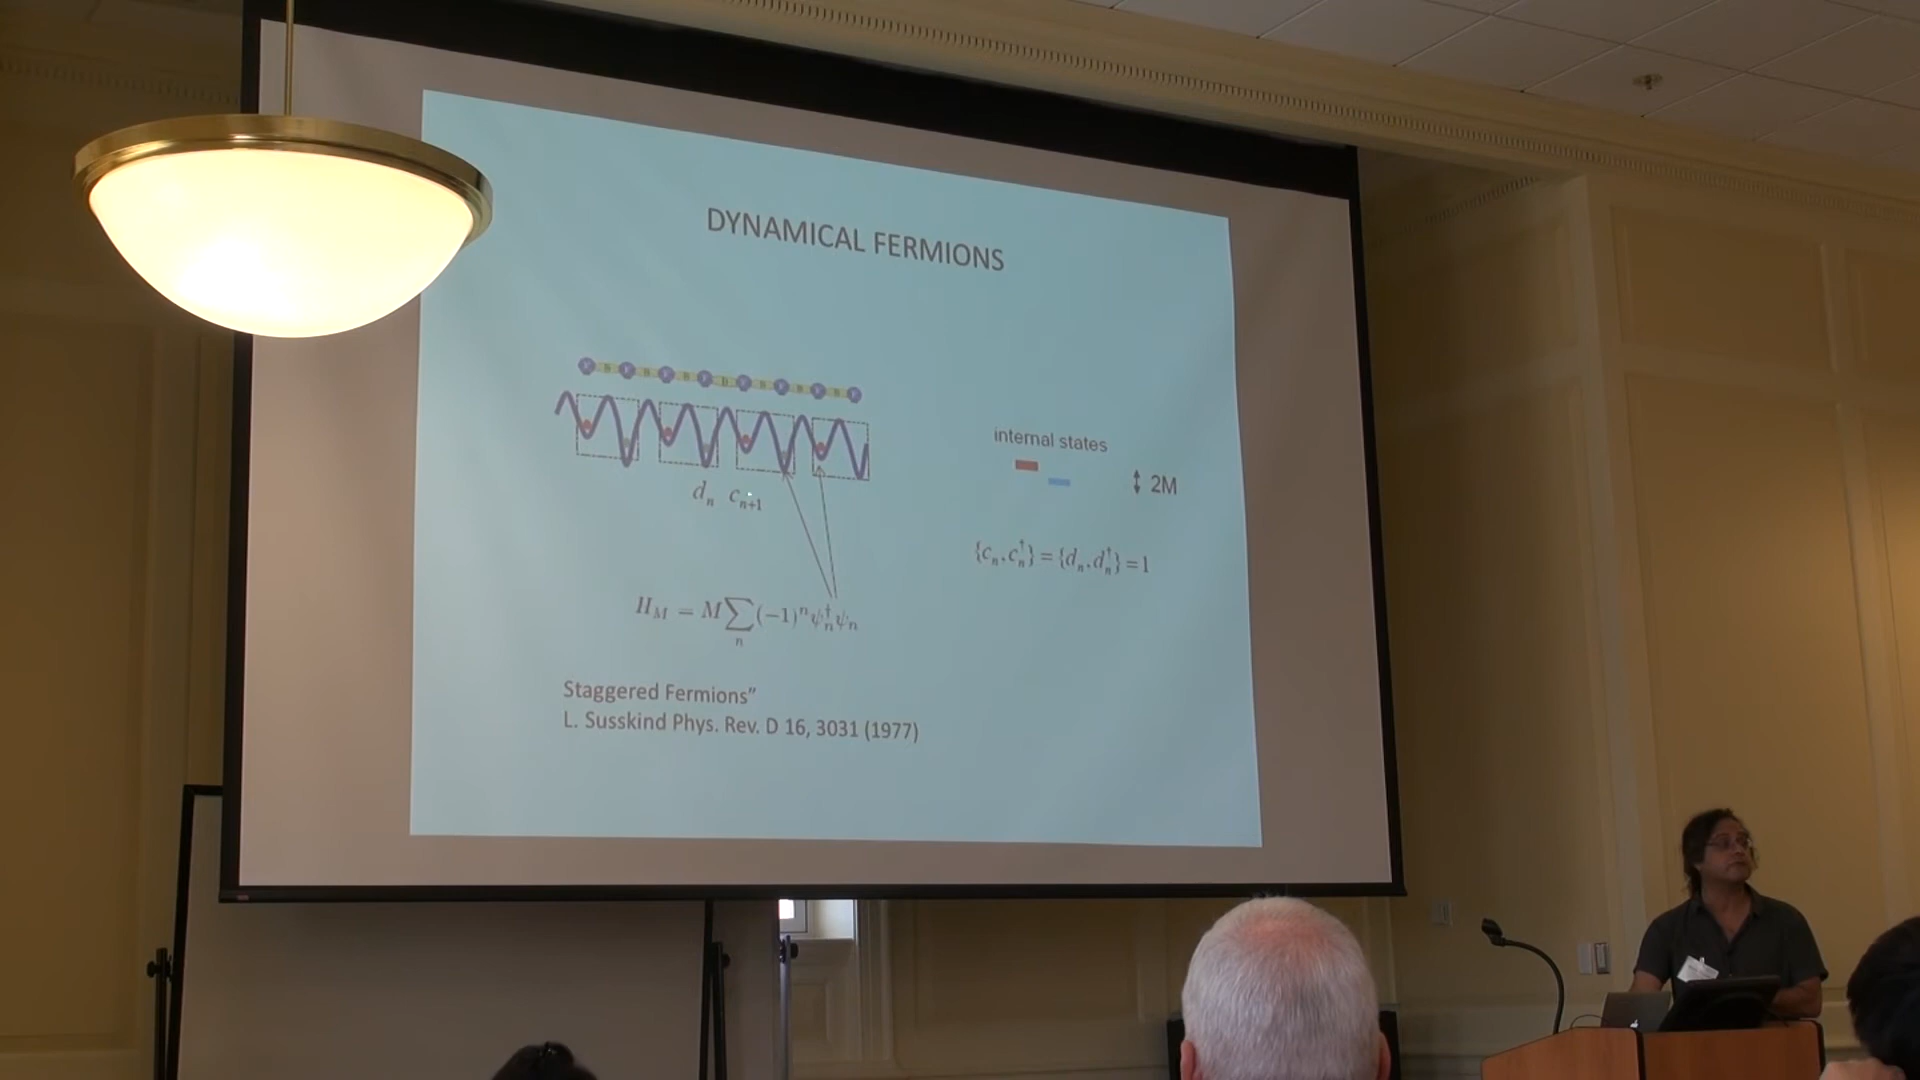 DYNAMICAL FERMIONS
F B F B F B F B F B F B F B F
internal states
2M
d_n c_{n+1}
{c_n, c_n^†} = {d_n, d_n^†} = 1
H_M = M∑_n (−1)^n ψ_n^† ψ_n
Staggered Fermions”
L. Susskind Phys. Rev. D 16, 3031 (1977)